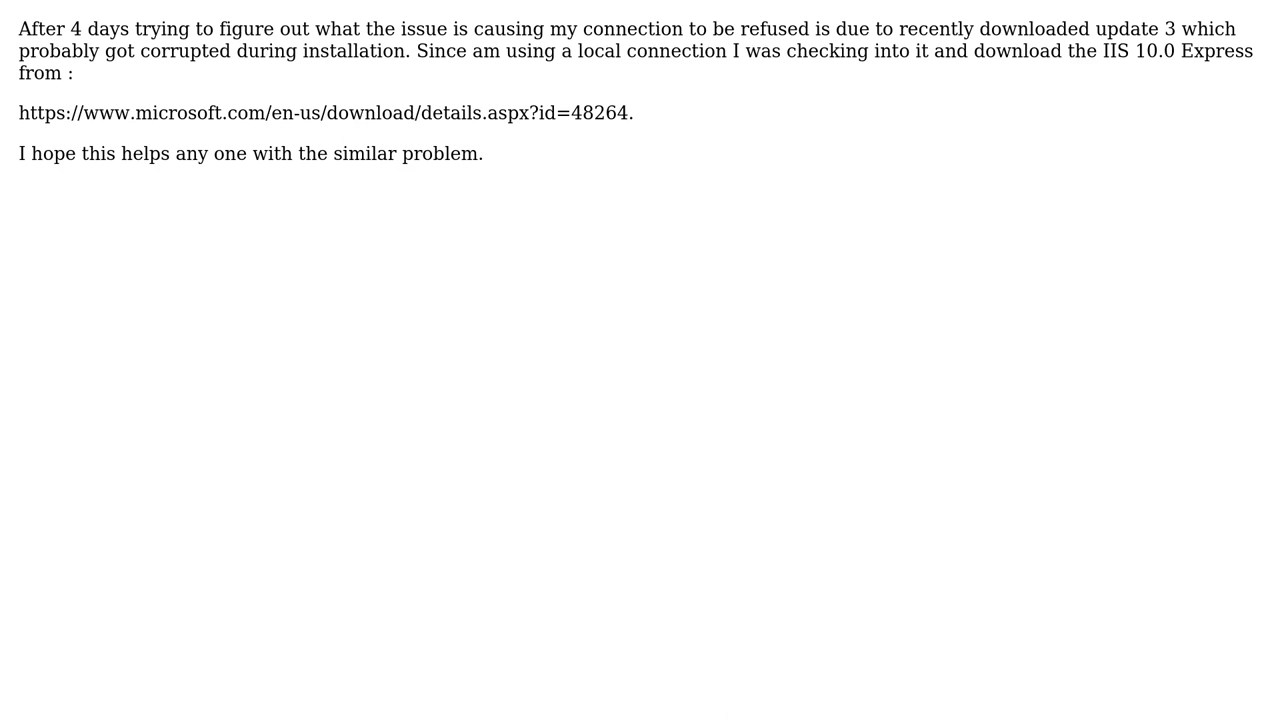 After 4 days trying to figure out what the issue is causing my connection to be refused is due to recently downloaded update 3 which
probably got corrupted during installation. Since am using a local connection I was checking into it and download the IIS 10.0 Express
from :
https://www.microsoft.com/en-us/download/details.aspx?id=48264.
I hope this helps any one with the similar problem.